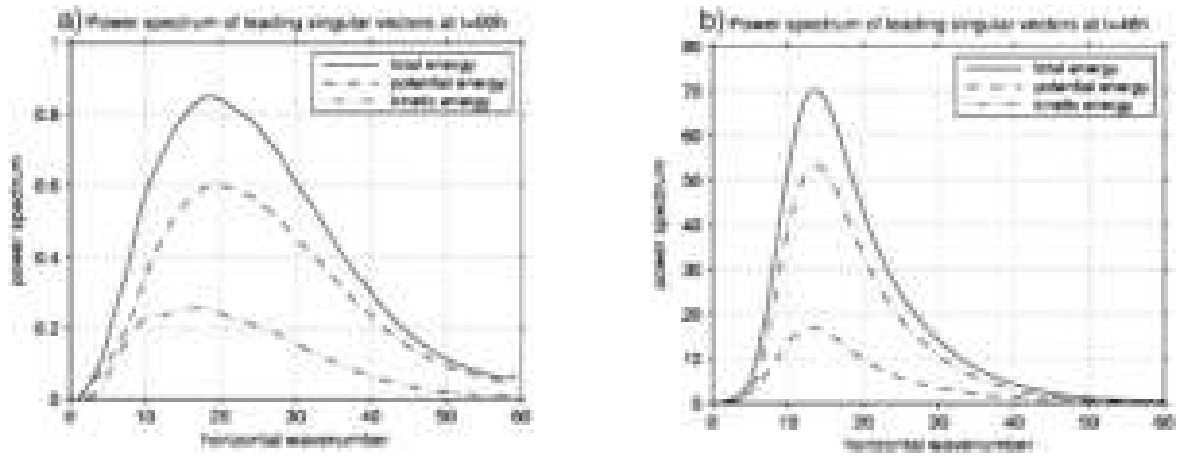 a) Power spectrum of leading singular vectors at t=00h
1
0.8
0.6
0.4
0.2
0
power spectrum
total energy
potential energy
kinetic energy
0 10 20 30 40 50 60
horizontal wavenumber
b) Power spectrum of leading singular vectors at t=48h
80
70
60
50
40
30
20
10
0
power spectrum
total energy
potential energy
kinetic energy
0 10 20 30 40 50 60
horizontal wavenumber